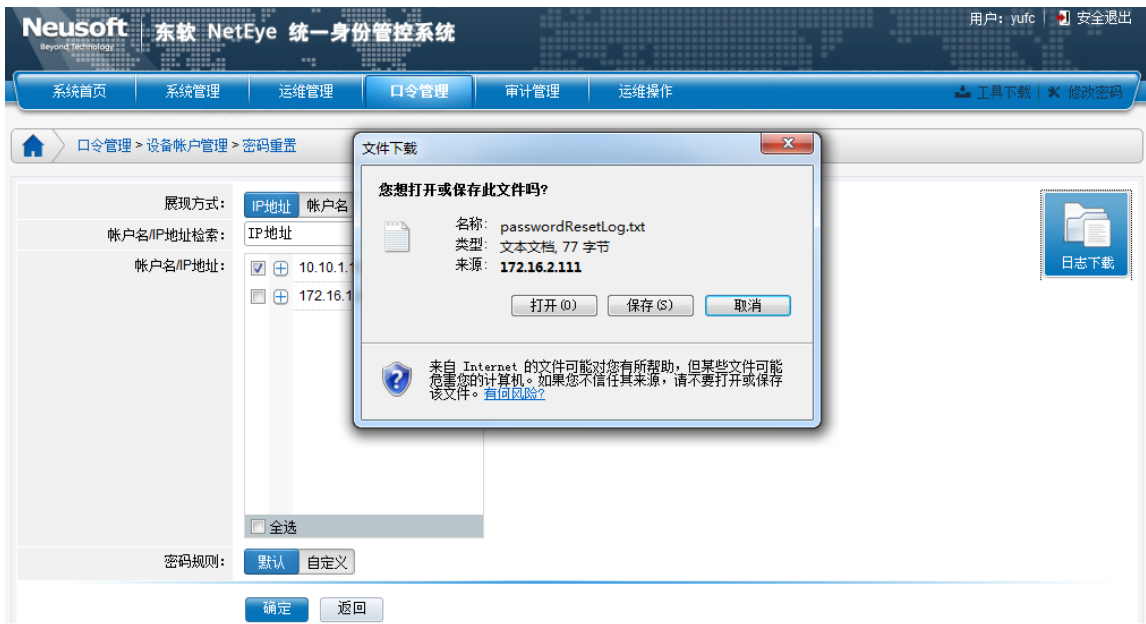 Neusoft 东软 NetEye 统一身份管控系统
Beyond Technology
用户: yufc 安全退出
系统首页 系统管理 运维管理 口令管理 审计管理 运维操作 工具下载 修改密码
口令管理 > 设备帐户管理 > 密码重置
展现方式: IP地址 帐户名
帐户名/IP地址检索: IP地址
帐户名/IP地址:
10.10.1.
172.16.1
全选
密码规则: 默认 自定义
确定 返回
日志下载
文件下载
您想打开或保存此文件吗?
名称: passwordResetLog.txt
类型: 文本文档, 77 字节
来源: 172.16.2.111
打开(O) 保存(S) 取消
来自 Internet 的文件可能对您有所帮助，但某些文件可能
危害您的计算机。如果您不信任其来源，请不要打开或保存
该文件。有何风险?